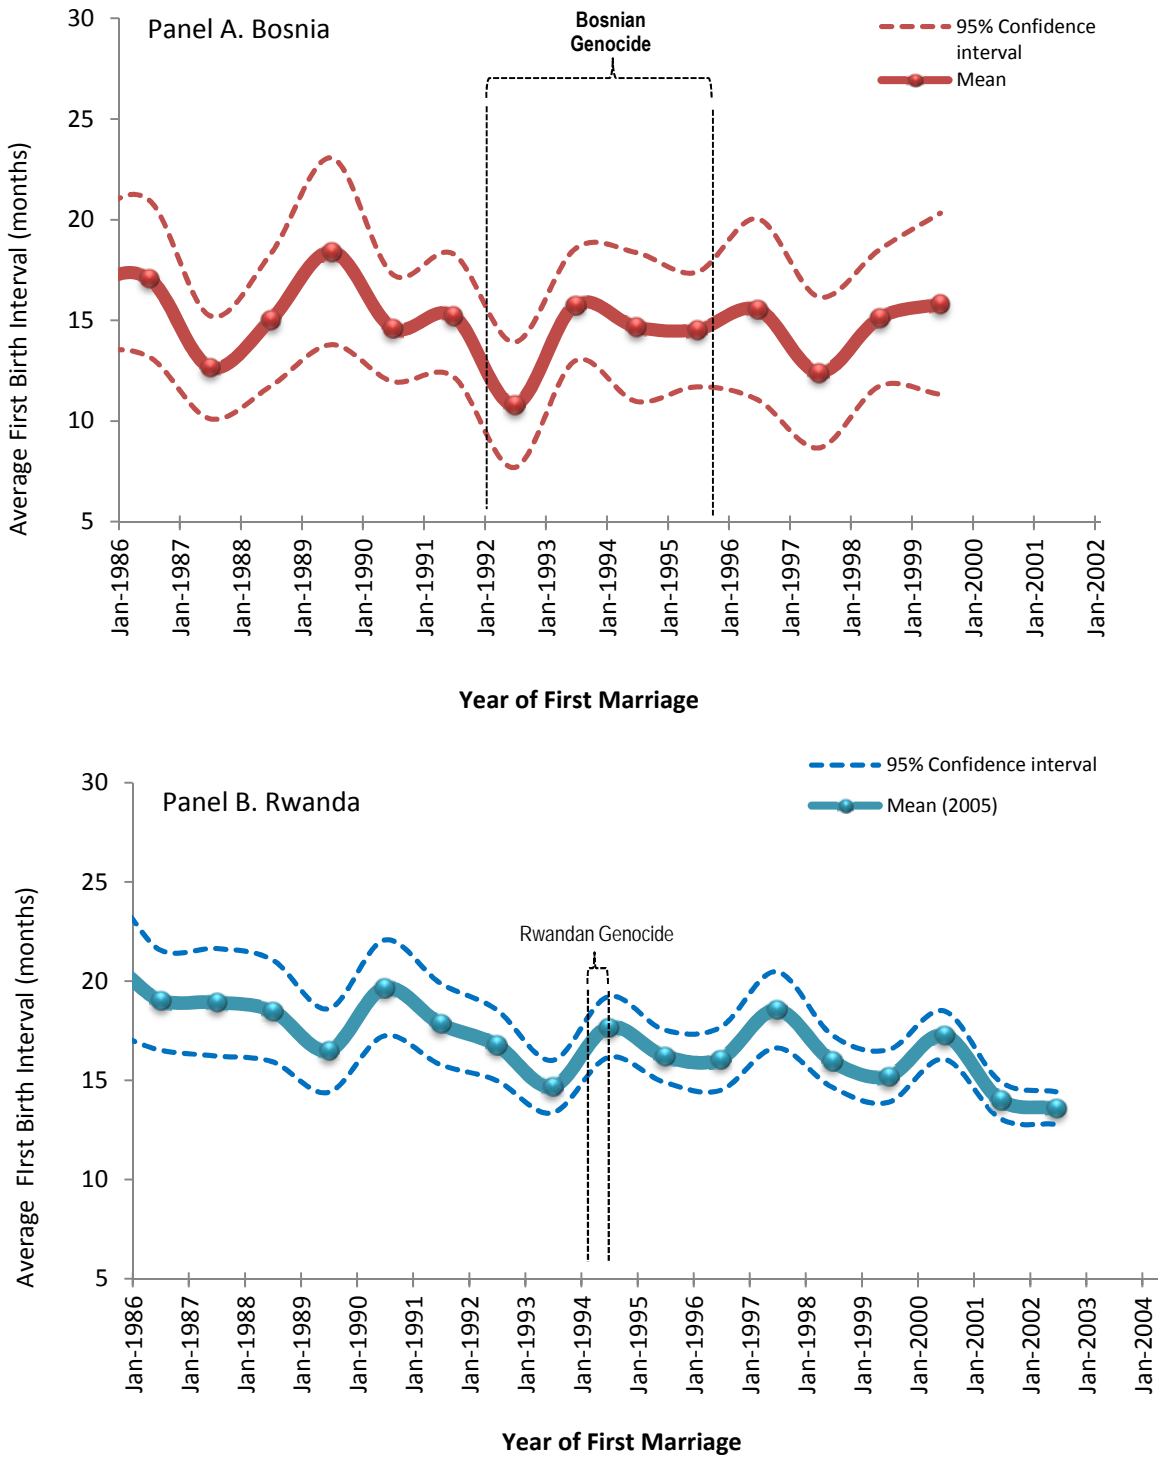 Panel A. Bosnia
Bosnian
Genocide
95% Confidence
interval
Mean
Average First Birth Interval (months)
30
25
20
15
10
5
Jan-1986
Jan-1987
Jan-1988
Jan-1989
Jan-1990
Jan-1991
Jan-1992
Jan-1993
Jan-1994
Jan-1995
Jan-1996
Jan-1997
Jan-1998
Jan-1999
Jan-2000
Jan-2001
Jan-2002
Year of First Marriage
95% Confidence interval
Mean (2005)
Panel B. Rwanda
Rwandan Genocide
Average FIrst Birth Interval (months)
30
25
20
15
10
5
Jan-1986
Jan-1987
Jan-1988
Jan-1989
Jan-1990
Jan-1991
Jan-1992
Jan-1993
Jan-1994
Jan-1995
Jan-1996
Jan-1997
Jan-1998
Jan-1999
Jan-2000
Jan-2001
Jan-2002
Jan-2003
Jan-2004
Year of First Marriage